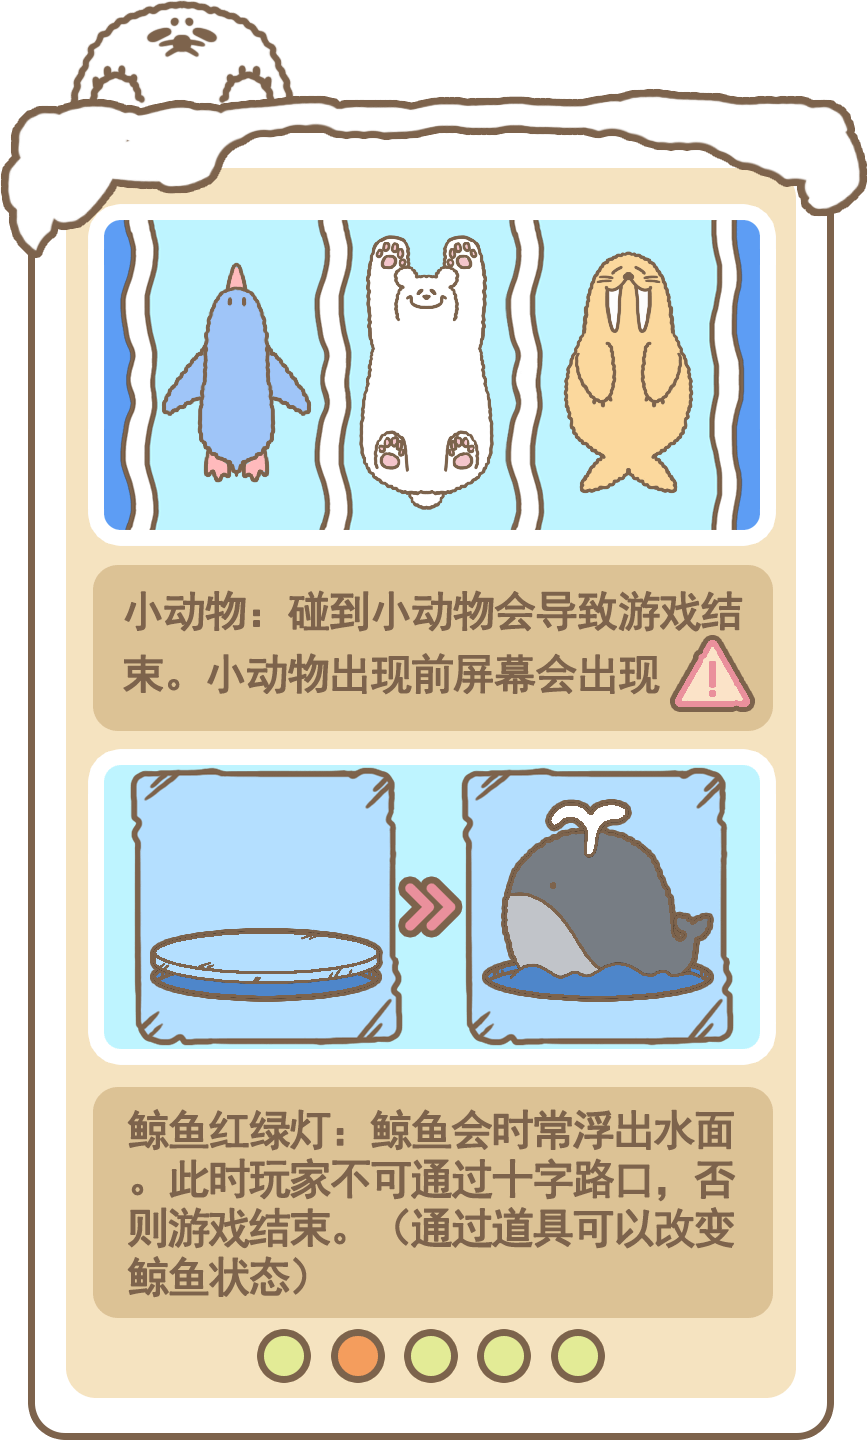 小动物：碰到小动物会导致游戏结
束。小动物出现前屏幕会出现
!
鲸鱼红绿灯：鲸鱼会时常浮出水面
。此时玩家不可通过十字路口，否
则游戏结束。（通过道具可以改变
鲸鱼状态）